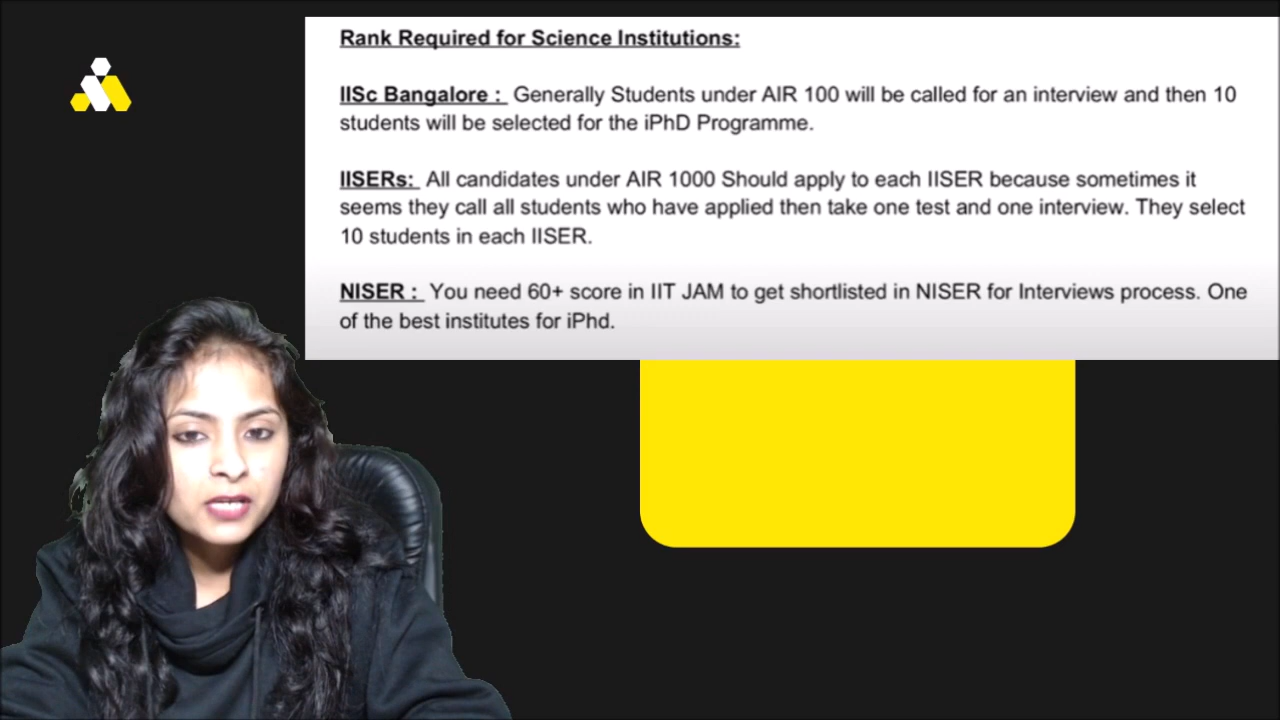 Rank Required for Science Institutions:
IISc Bangalore : Generally Students under AIR 100 will be called for an interview and then 10
students will be selected for the iPhD Programme.
IISERs: All candidates under AIR 1000 Should apply to each IISER because sometimes it
seems they call all students who have applied then take one test and one interview. They select
10 students in each IISER.
NISER : You need 60+ score in IIT JAM to get shortlisted in NISER for Interviews process. One
of the best institutes for iPhd.